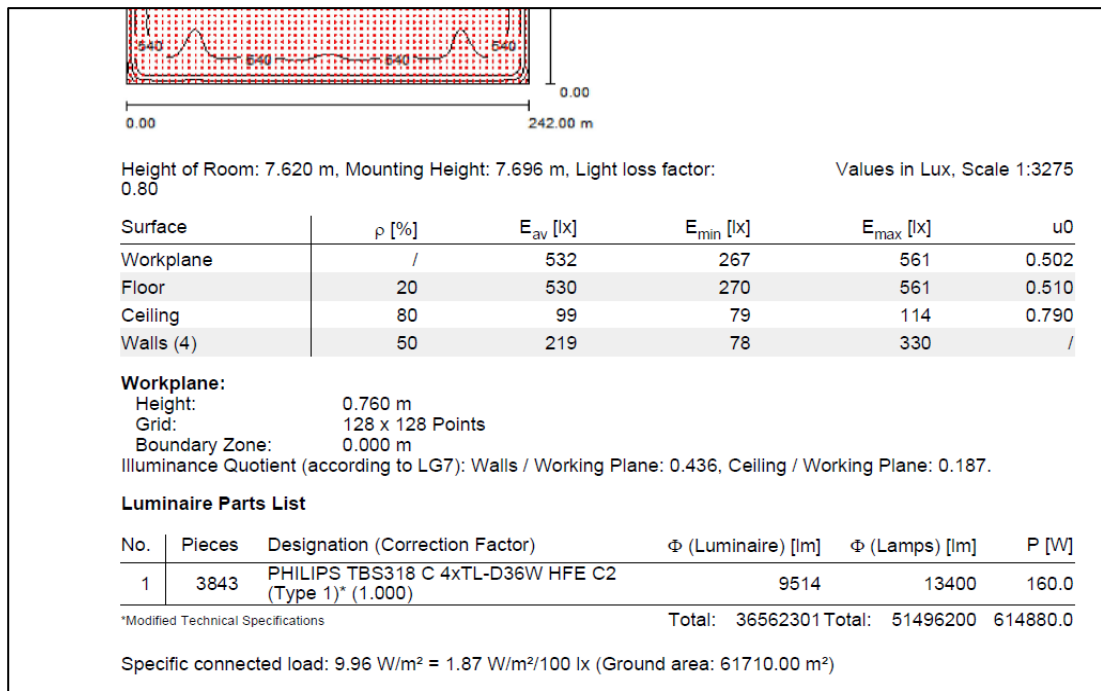 540 540
540 540
0.00
0.00 242.00 m
Height of Room: 7.620 m, Mounting Height: 7.696 m, Light loss factor: Values in Lux, Scale 1:3275
0.80
Surface ρ [%] Eav [lx] Emin [lx] Emax [lx] u0
Workplane / 532 267 561 0.502
Floor 20 530 270 561 0.510
Ceiling 80 99 79 114 0.790
Walls (4) 50 219 78 330 /
Workplane:
Height: 0.760 m
Grid: 128 x 128 Points
Boundary Zone: 0.000 m
Illuminance Quotient (according to LG7): Walls / Working Plane: 0.436, Ceiling / Working Plane: 0.187.
Luminaire Parts List
No. Pieces Designation (Correction Factor) Φ (Luminaire) [lm] Φ (Lamps) [lm] P [W]
1 3843 PHILIPS TBS318 C 4xTL-D36W HFE C2 9514 13400 160.0
(Type 1)* (1.000)
*Modified Technical Specifications Total: 36562301 Total: 51496200 614880.0
Specific connected load: 9.96 W/m² = 1.87 W/m²/100 lx (Ground area: 61710.00 m²)